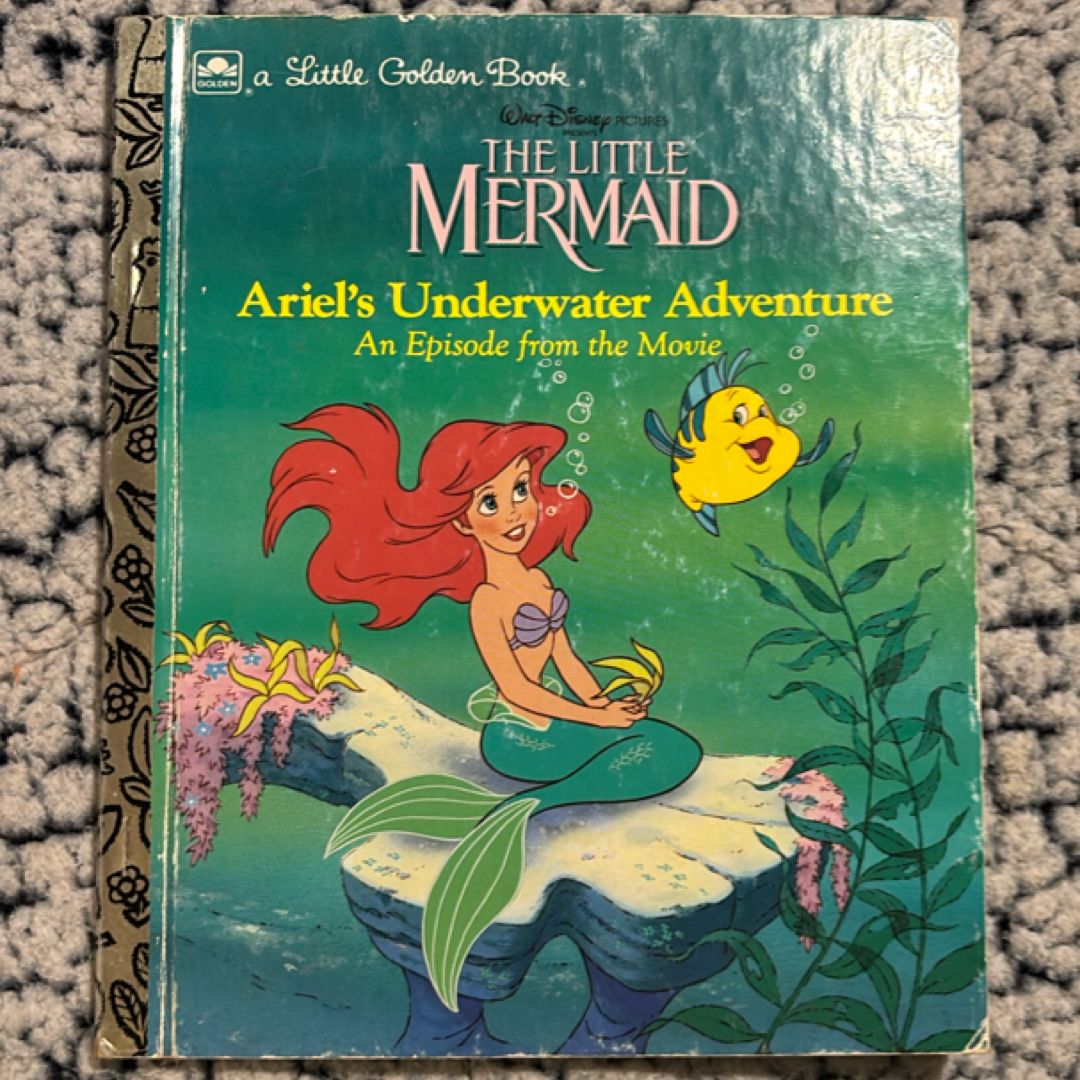 GOLDEN
a Little Golden Book®
WALT DISNEY PICTURES
PRESENTS
THE LITTLE
MERMAID
Ariel's Underwater Adventure
An Episode from the Movie